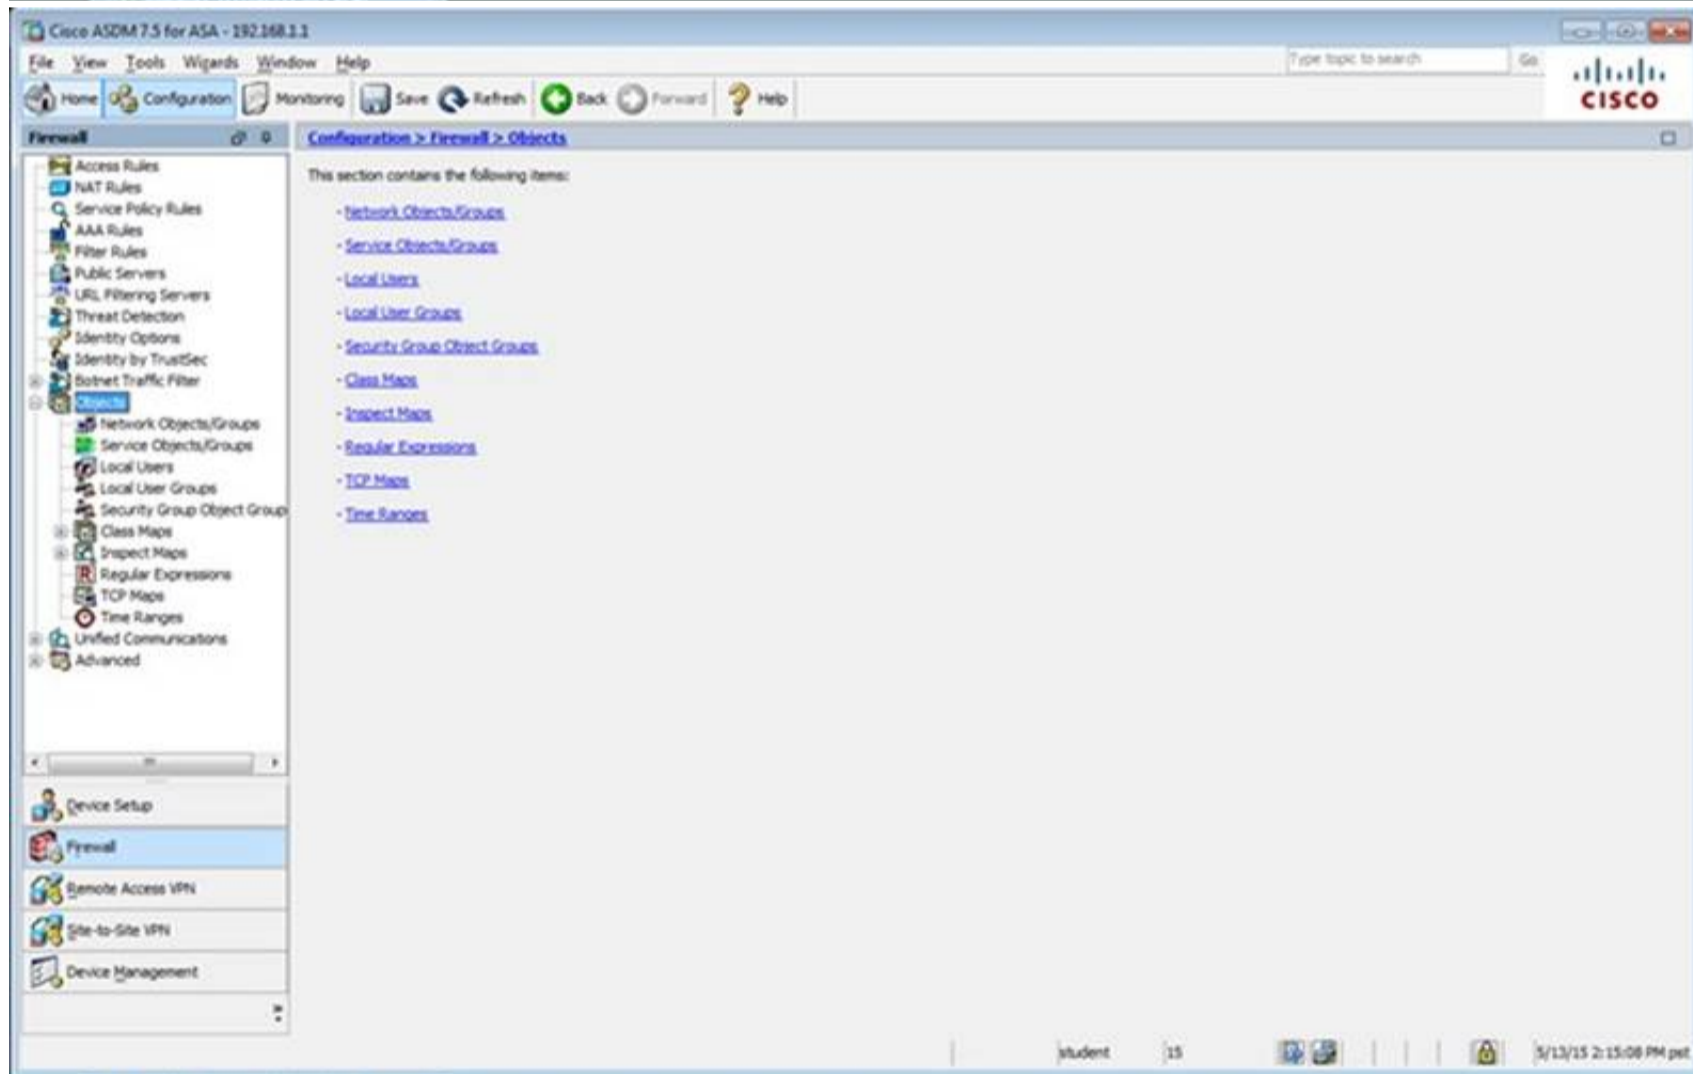 Cisco ASDM 7.5 for ASA - 192.168.1.1
File View Tools Wizards Window Help
Type topic to search Go
Home Configuration Monitoring Save Refresh Back Forward Help
CISCO
Firewall
Configuration > Firewall > Objects
Access Rules
NAT Rules
Service Policy Rules
AAA Rules
Filter Rules
Public Servers
URL Filtering Servers
Threat Detection
Identity Options
Identity by TrustSec
Botnet Traffic Filter
Objects
Network Objects/Groups
Service Objects/Groups
Local Users
Local User Groups
Security Group Object Group
Class Maps
Inspect Maps
Regular Expressions
TCP Maps
Time Ranges
Unified Communications
Advanced
This section contains the following items:
- Network Objects/Groups
- Service Objects/Groups
- Local Users
- Local User Groups
- Security Group Object Groups
- Class Maps
- Inspect Maps
- Regular Expressions
- TCP Maps
- Time Ranges
Device Setup
Firewall
Remote Access VPN
Site-to-Site VPN
Device Management
student 15 5/13/15 2:15:08 PM pst